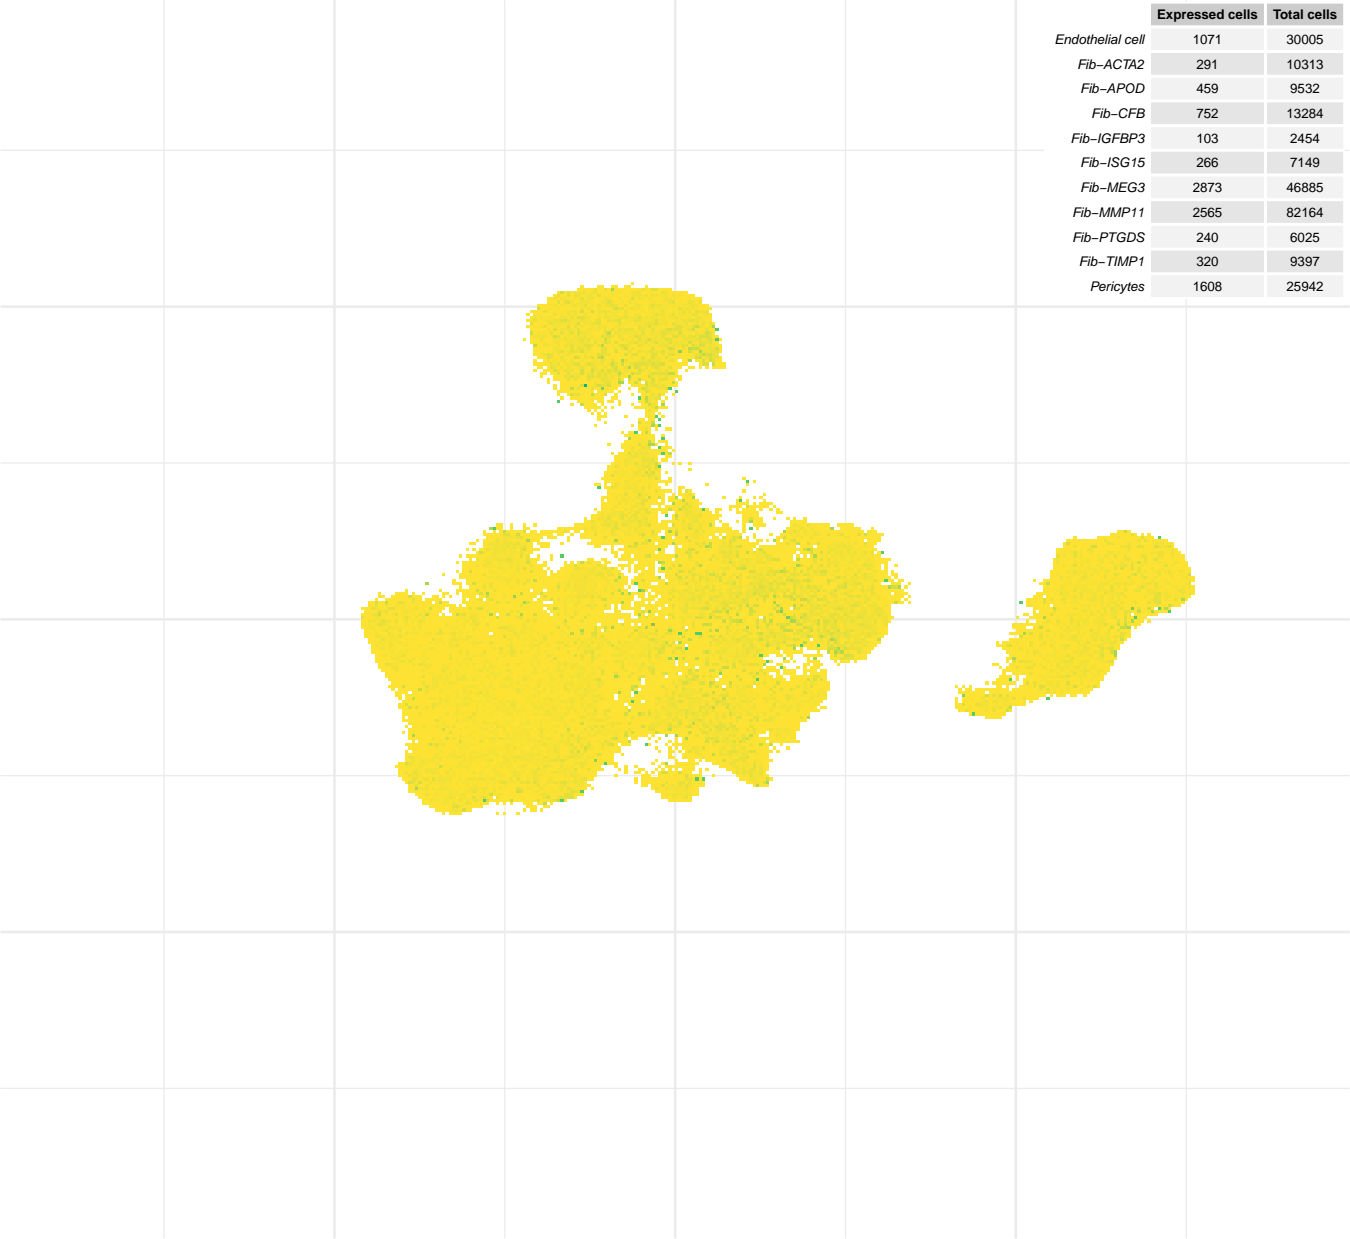 Expressed cells Total cells
Endothelial cell 1071 30005
Fib−ACTA2 291 10313
Fib−APOD 459 9532
Fib−CFB 752 13284
Fib−IGFBP3 103 2454
Fib−ISG15 266 7149
Fib−MEG3 2873 46885
Fib−MMP11 2565 82164
Fib−PTGDS 240 6025
Fib−TIMP1 320 9397
Pericytes 1608 25942